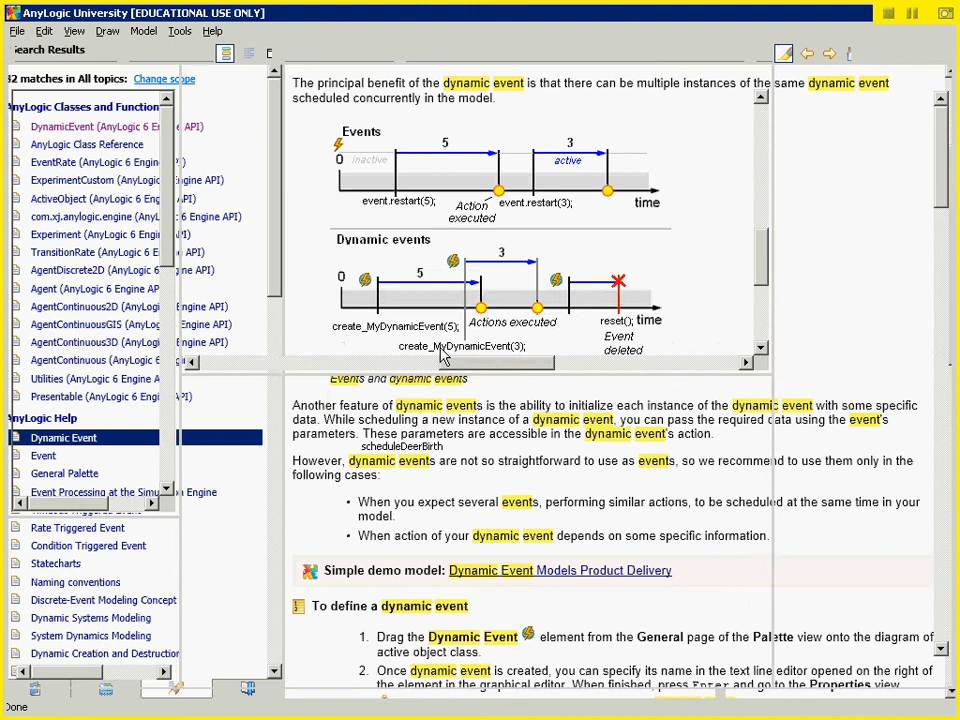 AnyLogic University [EDUCATIONAL USE ONLY]
File Edit View Draw Model Tools Help
Search Results
32 matches in All topics: Change scope
AnyLogic Classes and Function
DynamicEvent (AnyLogic 6 Engine API)
AnyLogic Class Reference
EventRate (AnyLogic 6 Engine API)
ExperimentCustom (AnyLogic Engine API)
ActiveObject (AnyLogic 6 Engine API)
com.xj.anylogic.engine (AnyLogic 6 Engine API)
Experiment (AnyLogic 6 Engine API)
TransitionRate (AnyLogic 6 Engine API)
AgentDiscrete2D (AnyLogic 6 Engine API)
Agent (AnyLogic 6 Engine API)
AgentContinuous2D (AnyLogic 6 Engine API)
AgentContinuousGIS (AnyLogic 6 Engine API)
AgentContinuous3D (AnyLogic 6 Engine API)
AgentContinuous (AnyLogic 6 Engine API)
Utilities (AnyLogic 6 Engine API)
Presentable (AnyLogic 6 Engine API)
AnyLogic Help
Dynamic Event
Event
General Palette
Event Processing at the Simulation Engine
Rate Triggered Event
Condition Triggered Event
Statecharts
Naming conventions
Discrete-Event Modeling Concept
Dynamic Systems Modeling
System Dynamics Modeling
Dynamic Creation and Destruction
The principal benefit of the dynamic event is that there can be multiple instances of the same dynamic event
scheduled concurrently in the model.
Events
5
3
0
inactive
active
event.restart(5);
Action
executed
event.restart(3);
time
Dynamic events
3
5
0
create_MyDynamicEvent(5);
Actions executed
reset();
time
create_MyDynamicEvent(3);
Event
deleted
Events and dynamic events
Another feature of dynamic events is the ability to initialize each instance of the dynamic event with some specific
data. While scheduling a new instance of a dynamic event, you can pass the required data using the event's
parameters. These parameters are accessible in the dynamic event's action.
scheduleDeerBirth
However, dynamic events are not so straightforward to use as events, so we recommend to use them only in the
following cases:
• When you expect several events, performing similar actions, to be scheduled at the same time in your
model.
• When action of your dynamic event depends on some specific information.
Simple demo model: Dynamic Event Models Product Delivery
To define a dynamic event
1. Drag the Dynamic Event element from the General page of the Palette view onto the diagram of
active object class.
2. Once dynamic event is created, you can specify its name in the text line editor opened on the right of
the element in the graphical editor. When finished, press Enter and go to the Properties view.
Done